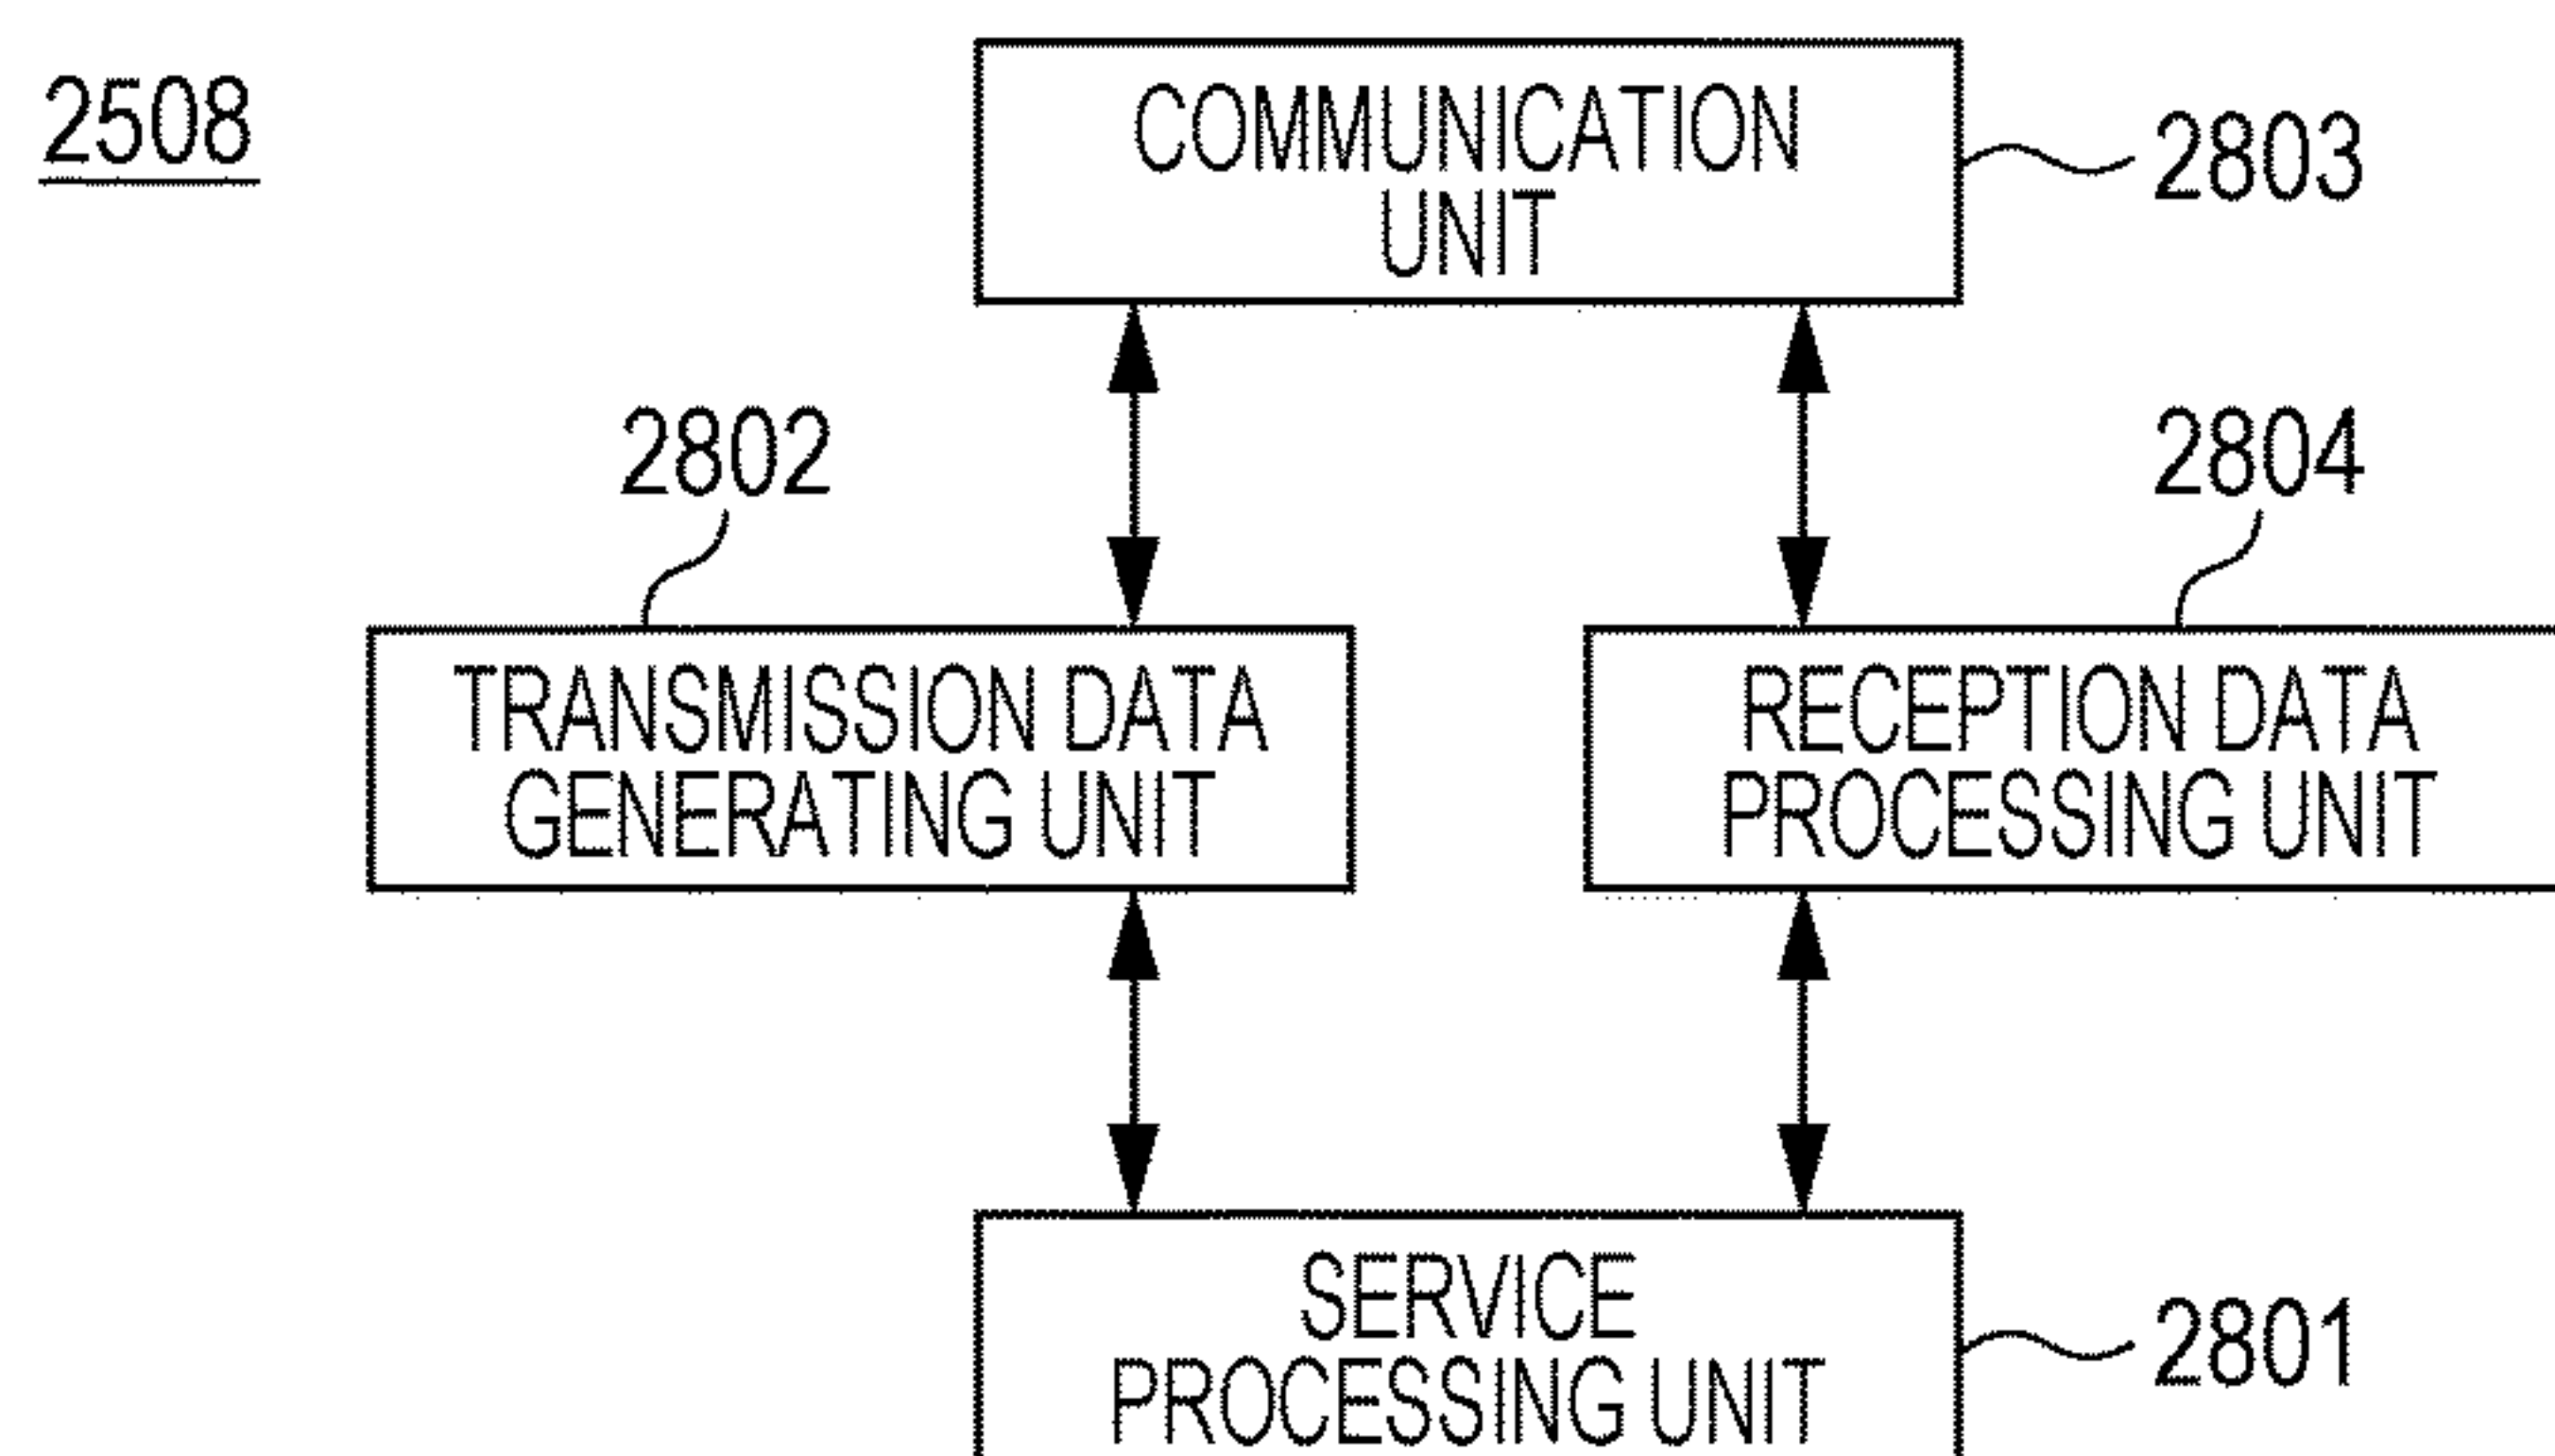 2508
COMMUNICATION
UNIT
2803
2802
2804
TRANSMISSION DATA
GENERATING UNIT
RECEPTION DATA
PROCESSING UNIT
SERVICE
PROCESSING UNIT
2801